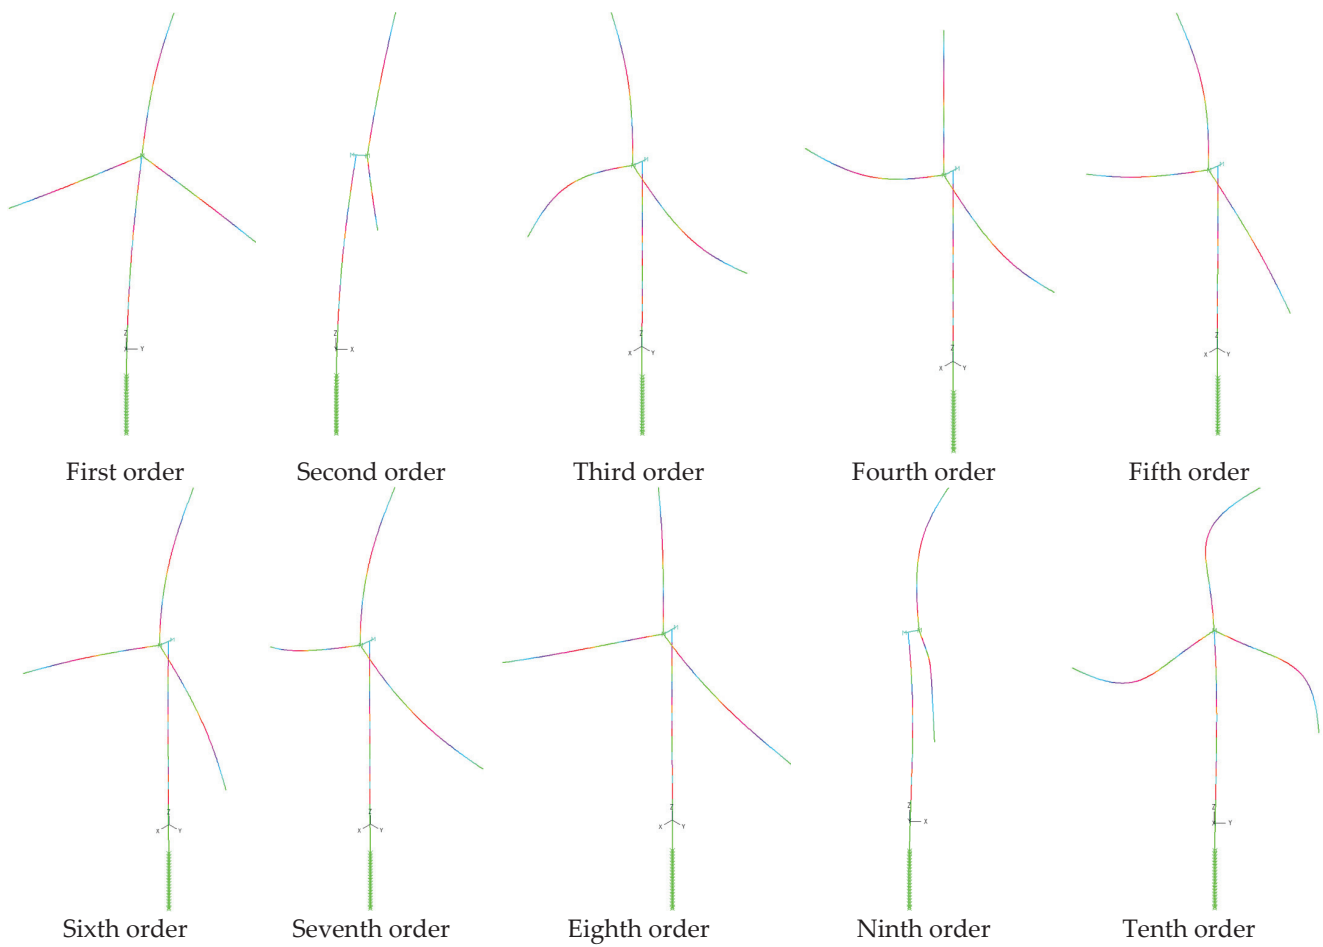 Z
X Y
Z
X
Z
X Y
Z
X Y
Z
X Y
First order Second order Third order Fourth order Fifth order
Z
X Y
Z
X Y
Z
X Y
Z
X
Z
X Y
Sixth order Seventh order Eighth order Ninth order Tenth order